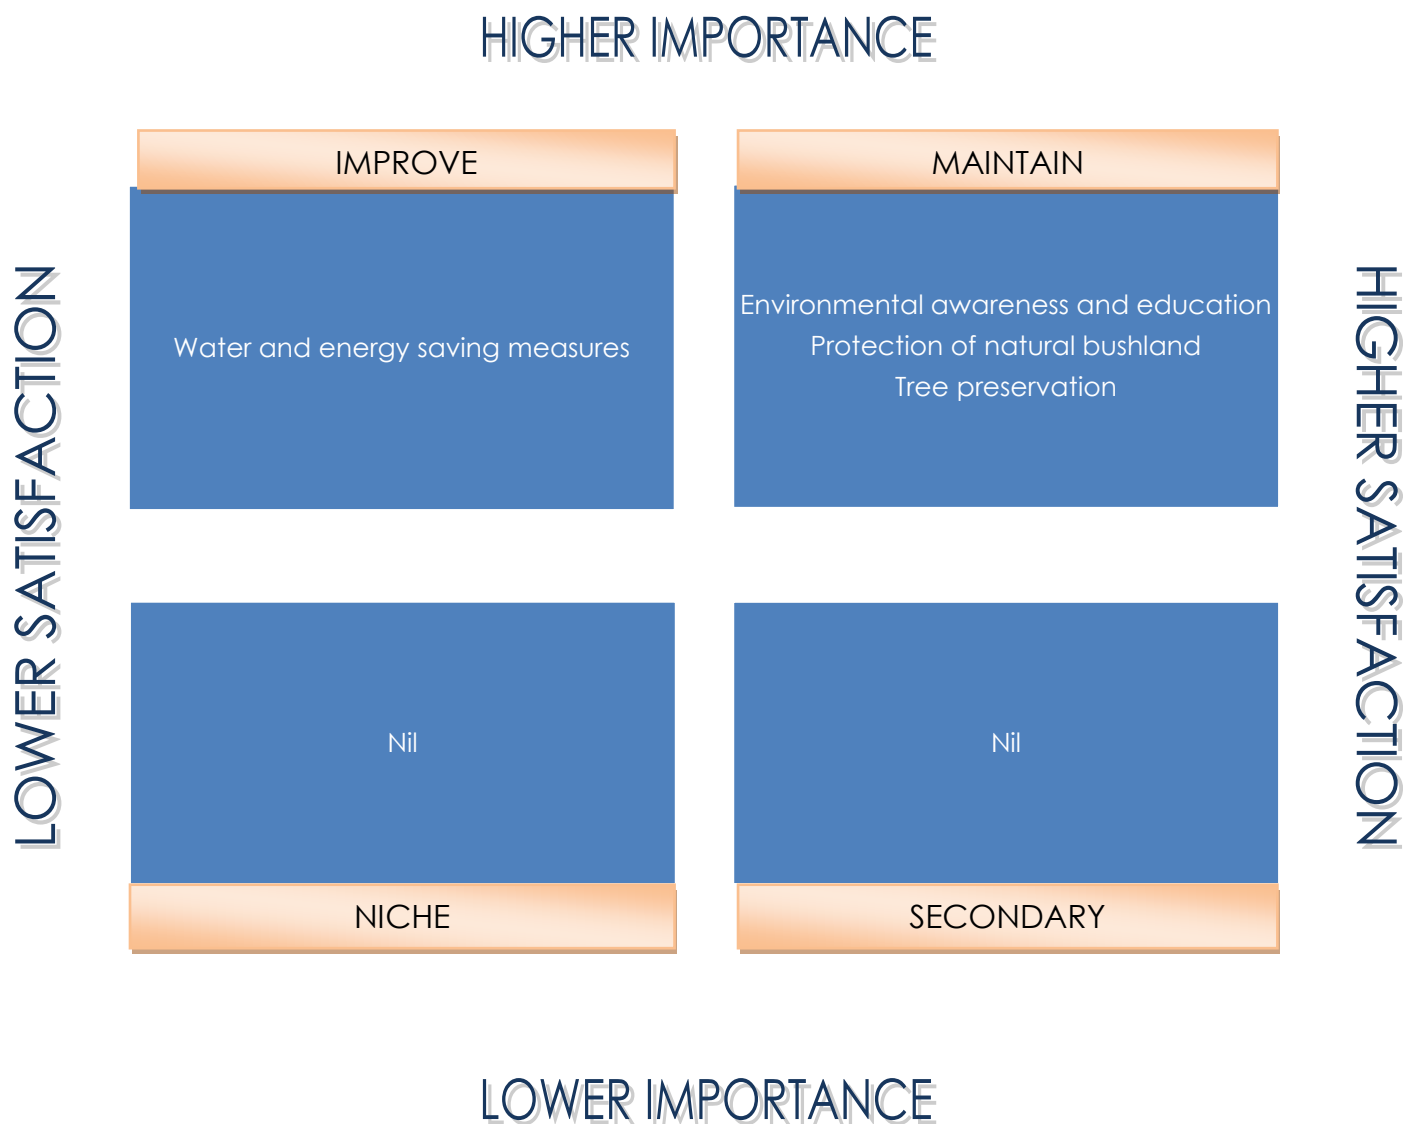 HIGHER IMPORTANCE
IMPROVE
MAINTAIN
LOWER SATISFACTION
Water and energy saving measures
Environmental awareness and education
Protection of natural bushland
Tree preservation
HIGHER SATISFACTION
Nil
Nil
NICHE
SECONDARY
LOWER IMPORTANCE